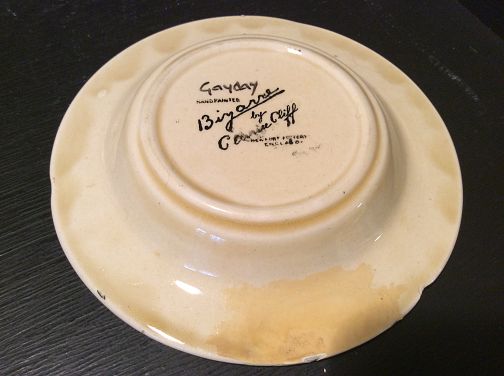 Gayday
HANDPAINTED
Bizarre
by
Clarice Cliff
NEWPORT POTTERY
ENGLAND.